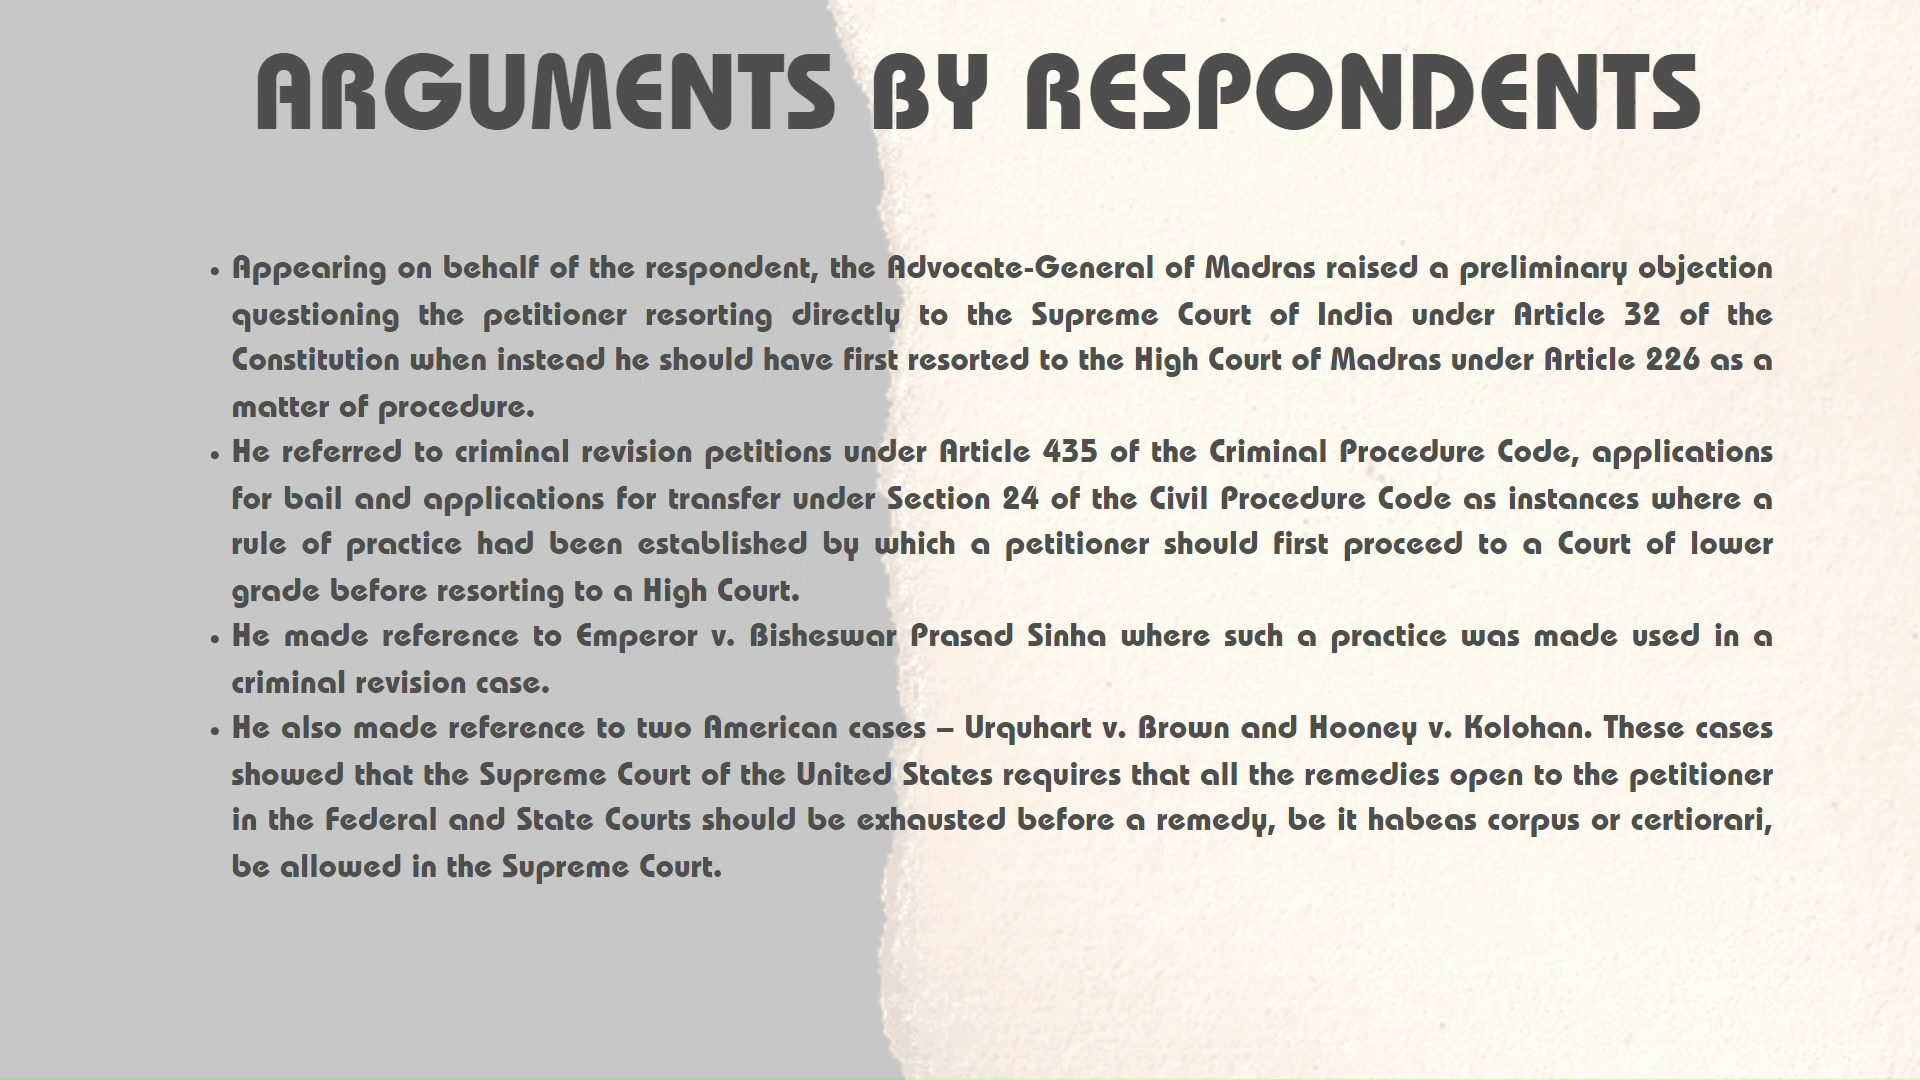 ARGUMENTS BY RESPONDENTS
• Appearing on behalf of the respondent, the Advocate-General of Madras raised a preliminary objection
questioning the petitioner resorting directly to the Supreme Court of India under Article 32 of the
Constitution when instead he should have first resorted to the High Court of Madras under Article 226 as a
matter of procedure.
• He referred to criminal revision petitions under Article 435 of the Criminal Procedure Code, applications
for bail and applications for transfer under Section 24 of the Civil Procedure Code as instances where a
rule of practice had been established by which a petitioner should first proceed to a Court of lower
grade before resorting to a High Court.
• He made reference to Emperor v. Bisheswar Prasad Sinha where such a practice was made used in a
criminal revision case.
• He also made reference to two American cases – Urquhart v. Brown and Hooney v. Kolohan. These cases
showed that the Supreme Court of the United States requires that all the remedies open to the petitioner
in the Federal and State Courts should be exhausted before a remedy, be it habeas corpus or certiorari,
be allowed in the Supreme Court.